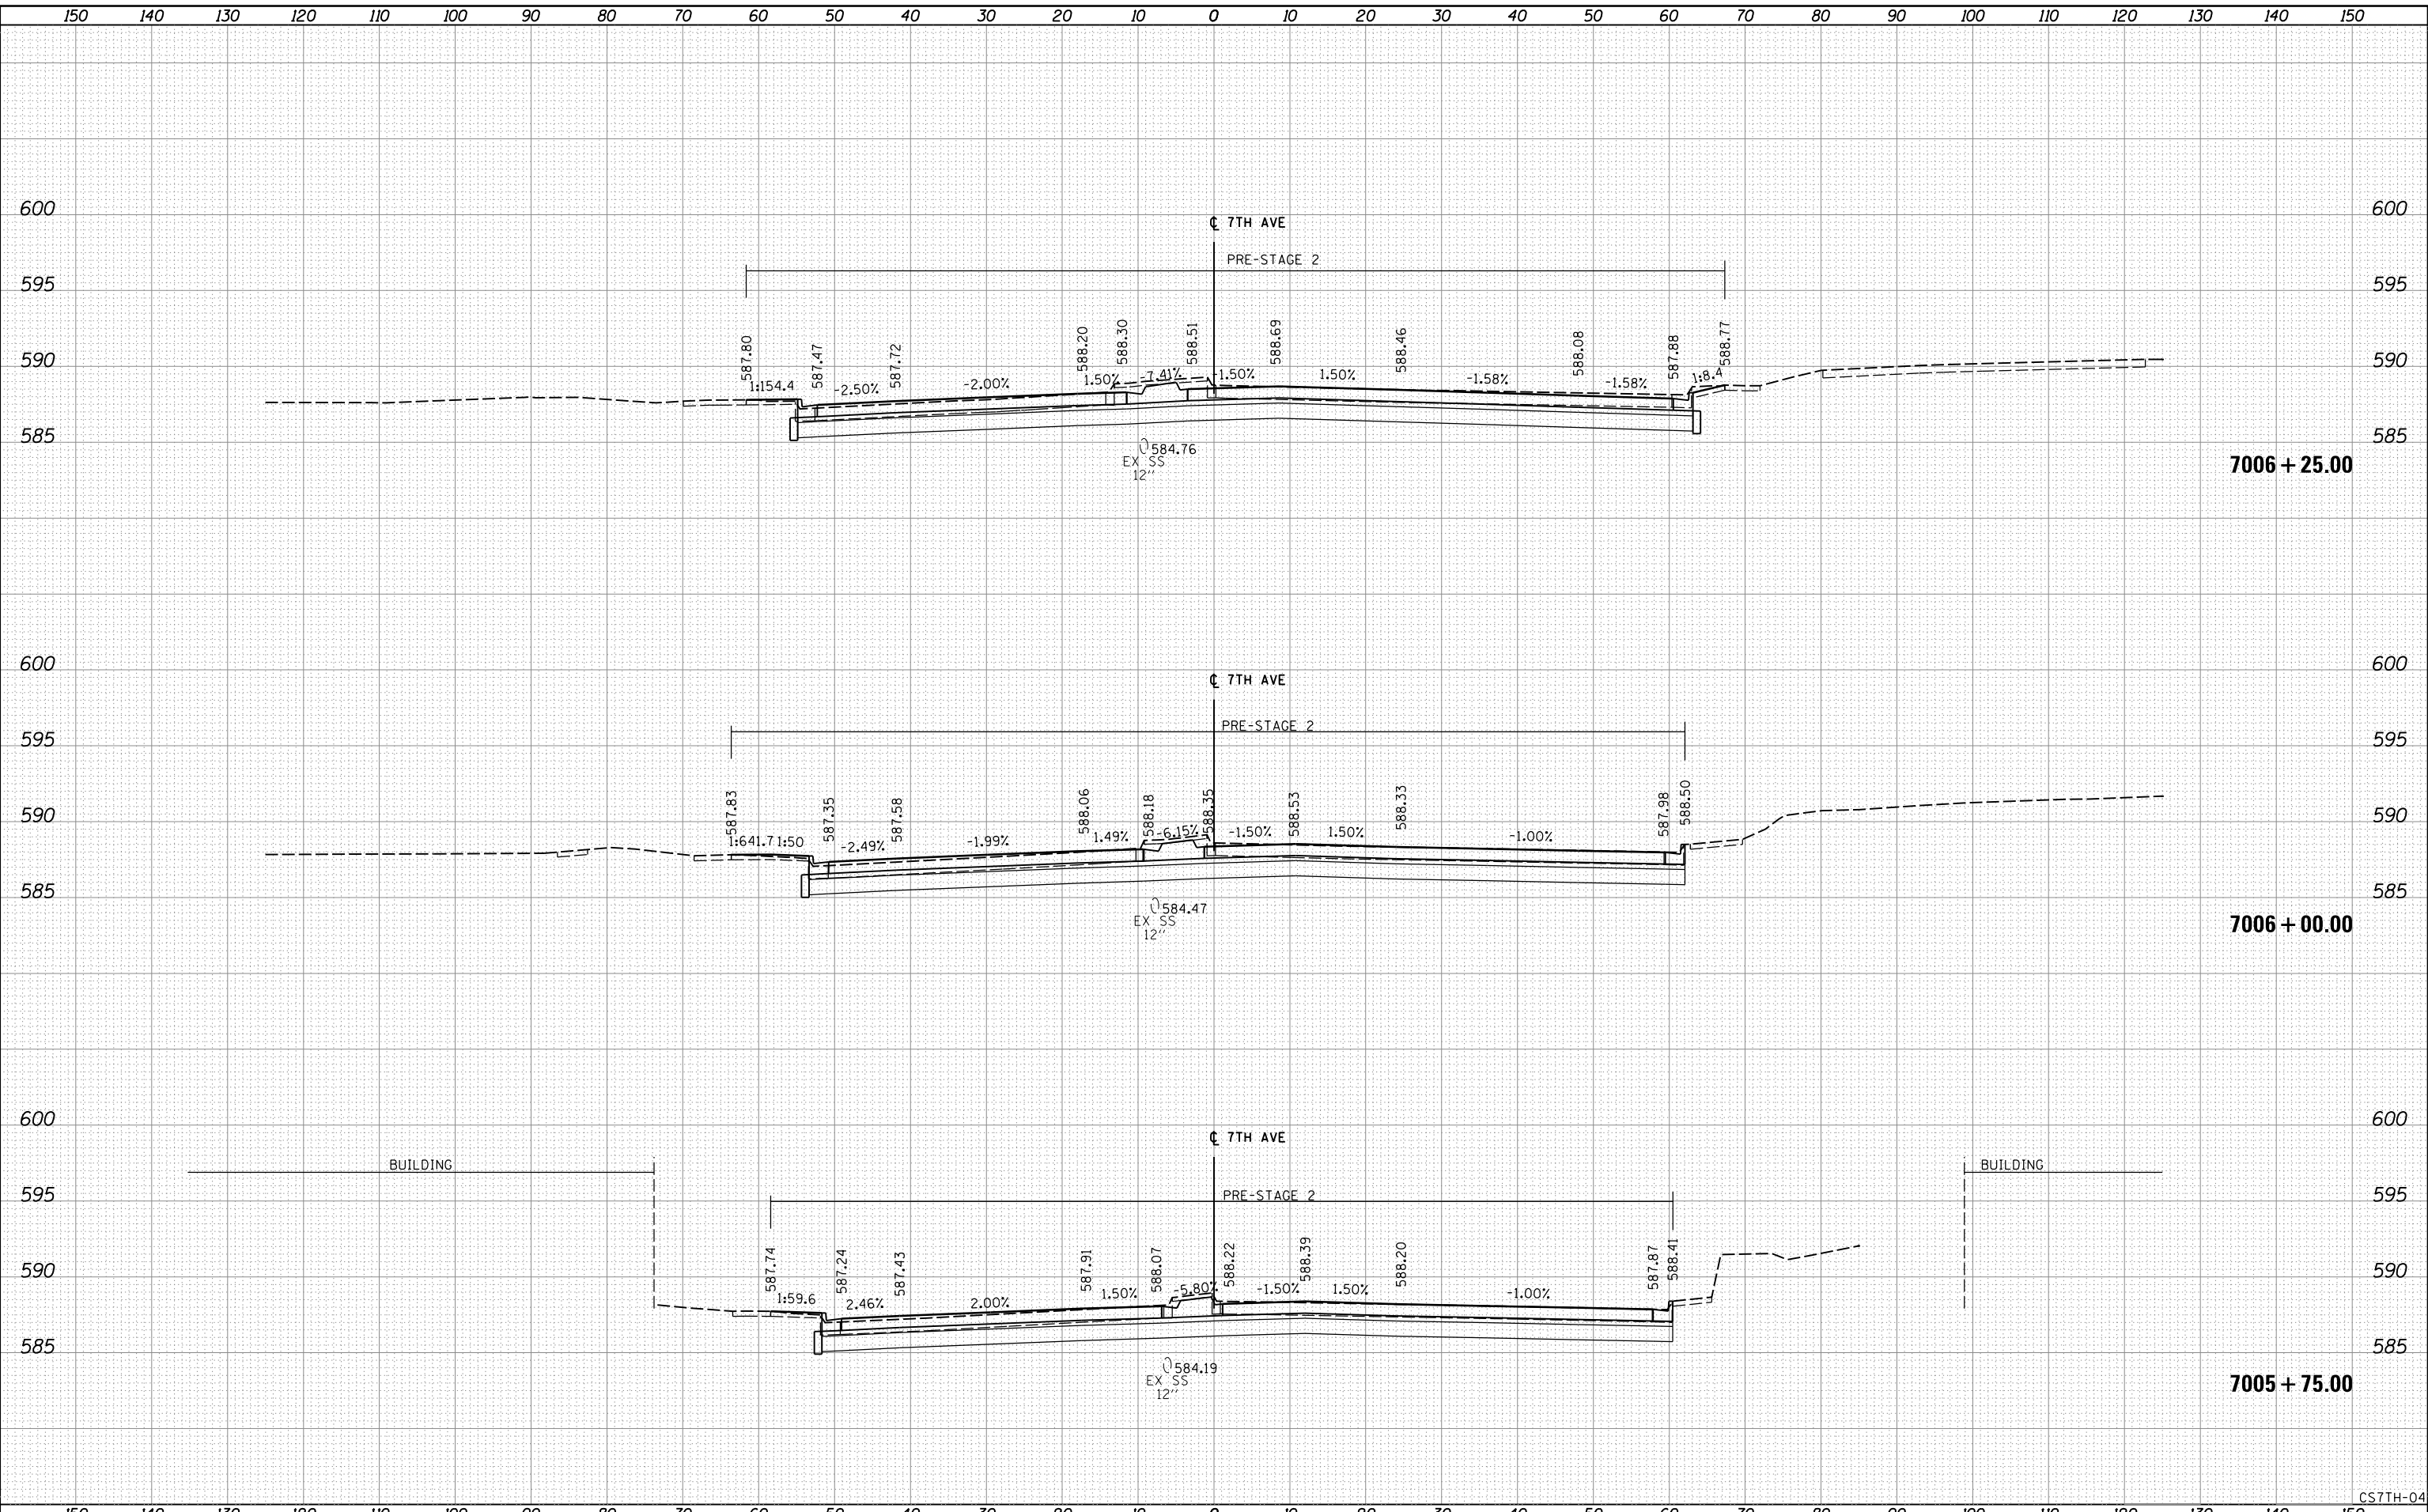 150 140 130 120 110 100 90 80 70 60 50 40 30 20 10 0 10 20 30 40 50 60 70 80 90 100 110 120 130 140 150
600 600
℄ 7TH AVE
PRE-STAGE 2
595 595
587.80 587.47 587.72 588.20 588.30 588.51 588.69 588.46 588.08 587.88 588.77
590 590
1:154.4 -2.50% -2.00% 1.50% -7.41% -1.50% 1.50% -1.58% -1.58% 1:8.4
585 585
584.76
EX SS
12"
7006+25.00
600 600
℄ 7TH AVE
PRE-STAGE 2
595 595
587.83 587.35 587.58 588.06 588.18 588.35 588.53 588.33 587.98 588.50
590 590
1:641.7 1:50 -2.49% -1.99% 1.49% -6.15% -1.50% 1.50% -1.00%
585 585
584.47
EX SS
12"
7006+00.00
600 600
℄ 7TH AVE
BUILDING BUILDING
PRE-STAGE 2
595 595
587.74 587.24 587.43 587.91 588.07 588.22 588.39 588.20 587.87 588.41
590 590
1:59.6 2.46% 2.00% 1.50% -5.80% -1.50% 1.50% -1.00%
585 585
584.19
EX SS
12"
7005+75.00
CS7TH-04